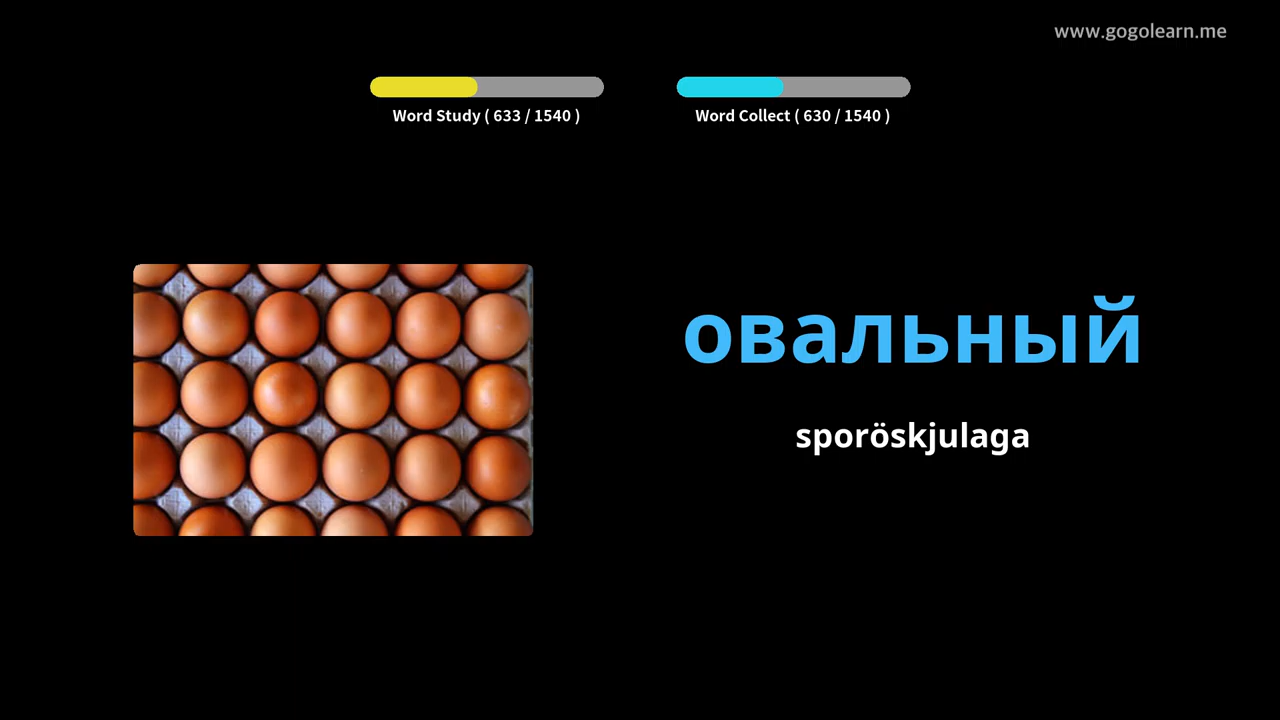 www.gogolearn.me
Word Study ( 633 / 1540 )
Word Collect ( 630 / 1540 )
овальный
sporöskjulaga